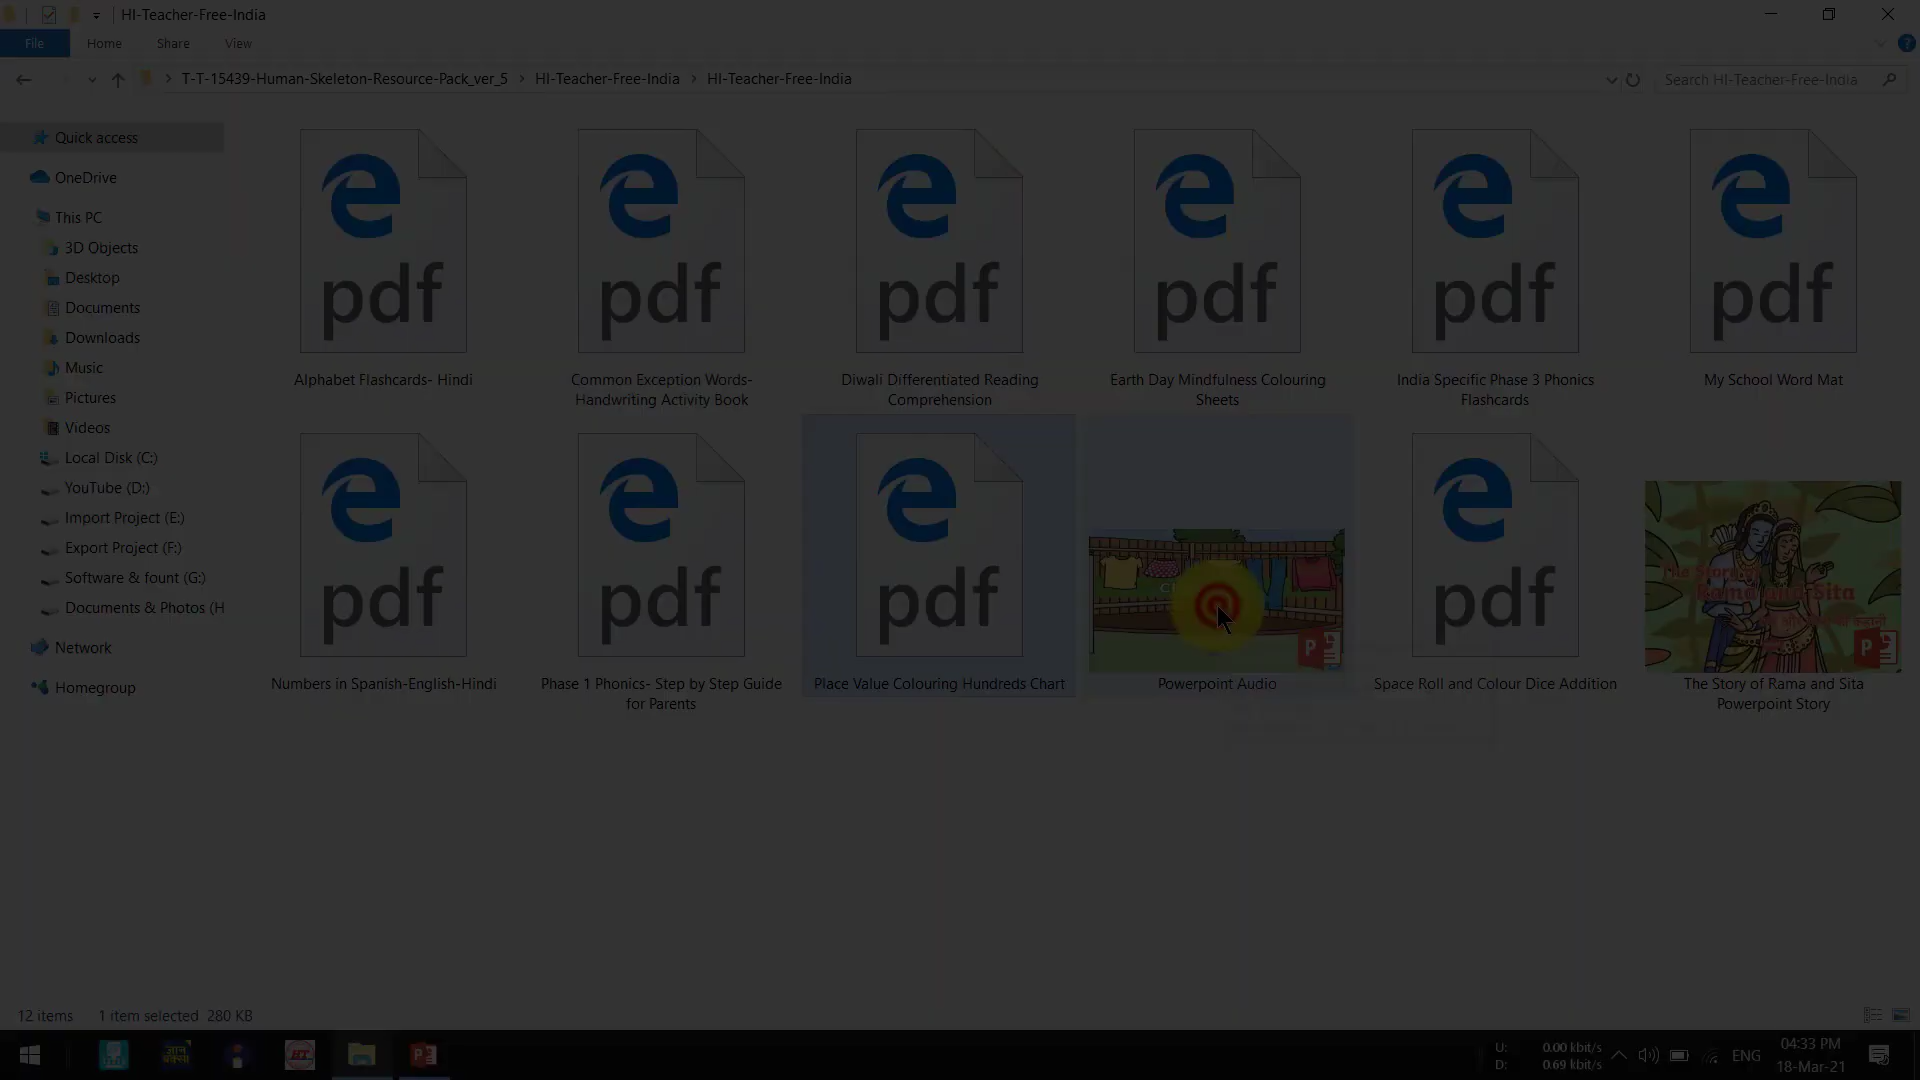 HI-Teacher-Free-India
File Home Share View
T-T-15439-Human-Skeleton-Resource-Pack_ver_5 HI-Teacher-Free-India HI-Teacher-Free-India
Search HI-Teacher-Free-India
Quick access
OneDrive
This PC
3D Objects
Desktop
Documents
Downloads
Music
Pictures
Videos
Local Disk (C:)
YouTube (D:)
Import Project (E:)
Export Project (F:)
Software & fount (G:)
Documents & Photos (H
Network
Homegroup
pdf pdf pdf pdf pdf pdf
Alphabet Flashcards- Hindi
Common Exception Words-
Handwriting Activity Book
Diwali Differentiated Reading
Comprehension
Earth Day Mindfulness Colouring
Sheets
India Specific Phase 3 Phonics
Flashcards
My School Word Mat
pdf pdf pdf pdf
The Story of
Rama and Sita
Numbers in Spanish-English-Hindi
Phase 1 Phonics- Step by Step Guide
for Parents
Place Value Colouring Hundreds Chart
Powerpoint Audio
Space Roll and Colour Dice Addition
The Story of Rama and Sita
Powerpoint Story
12 items 1 item selected 280 KB
U: 0.00 kbit/s
D: 0.69 kbit/s
ENG
04:33 PM
18-Mar-21